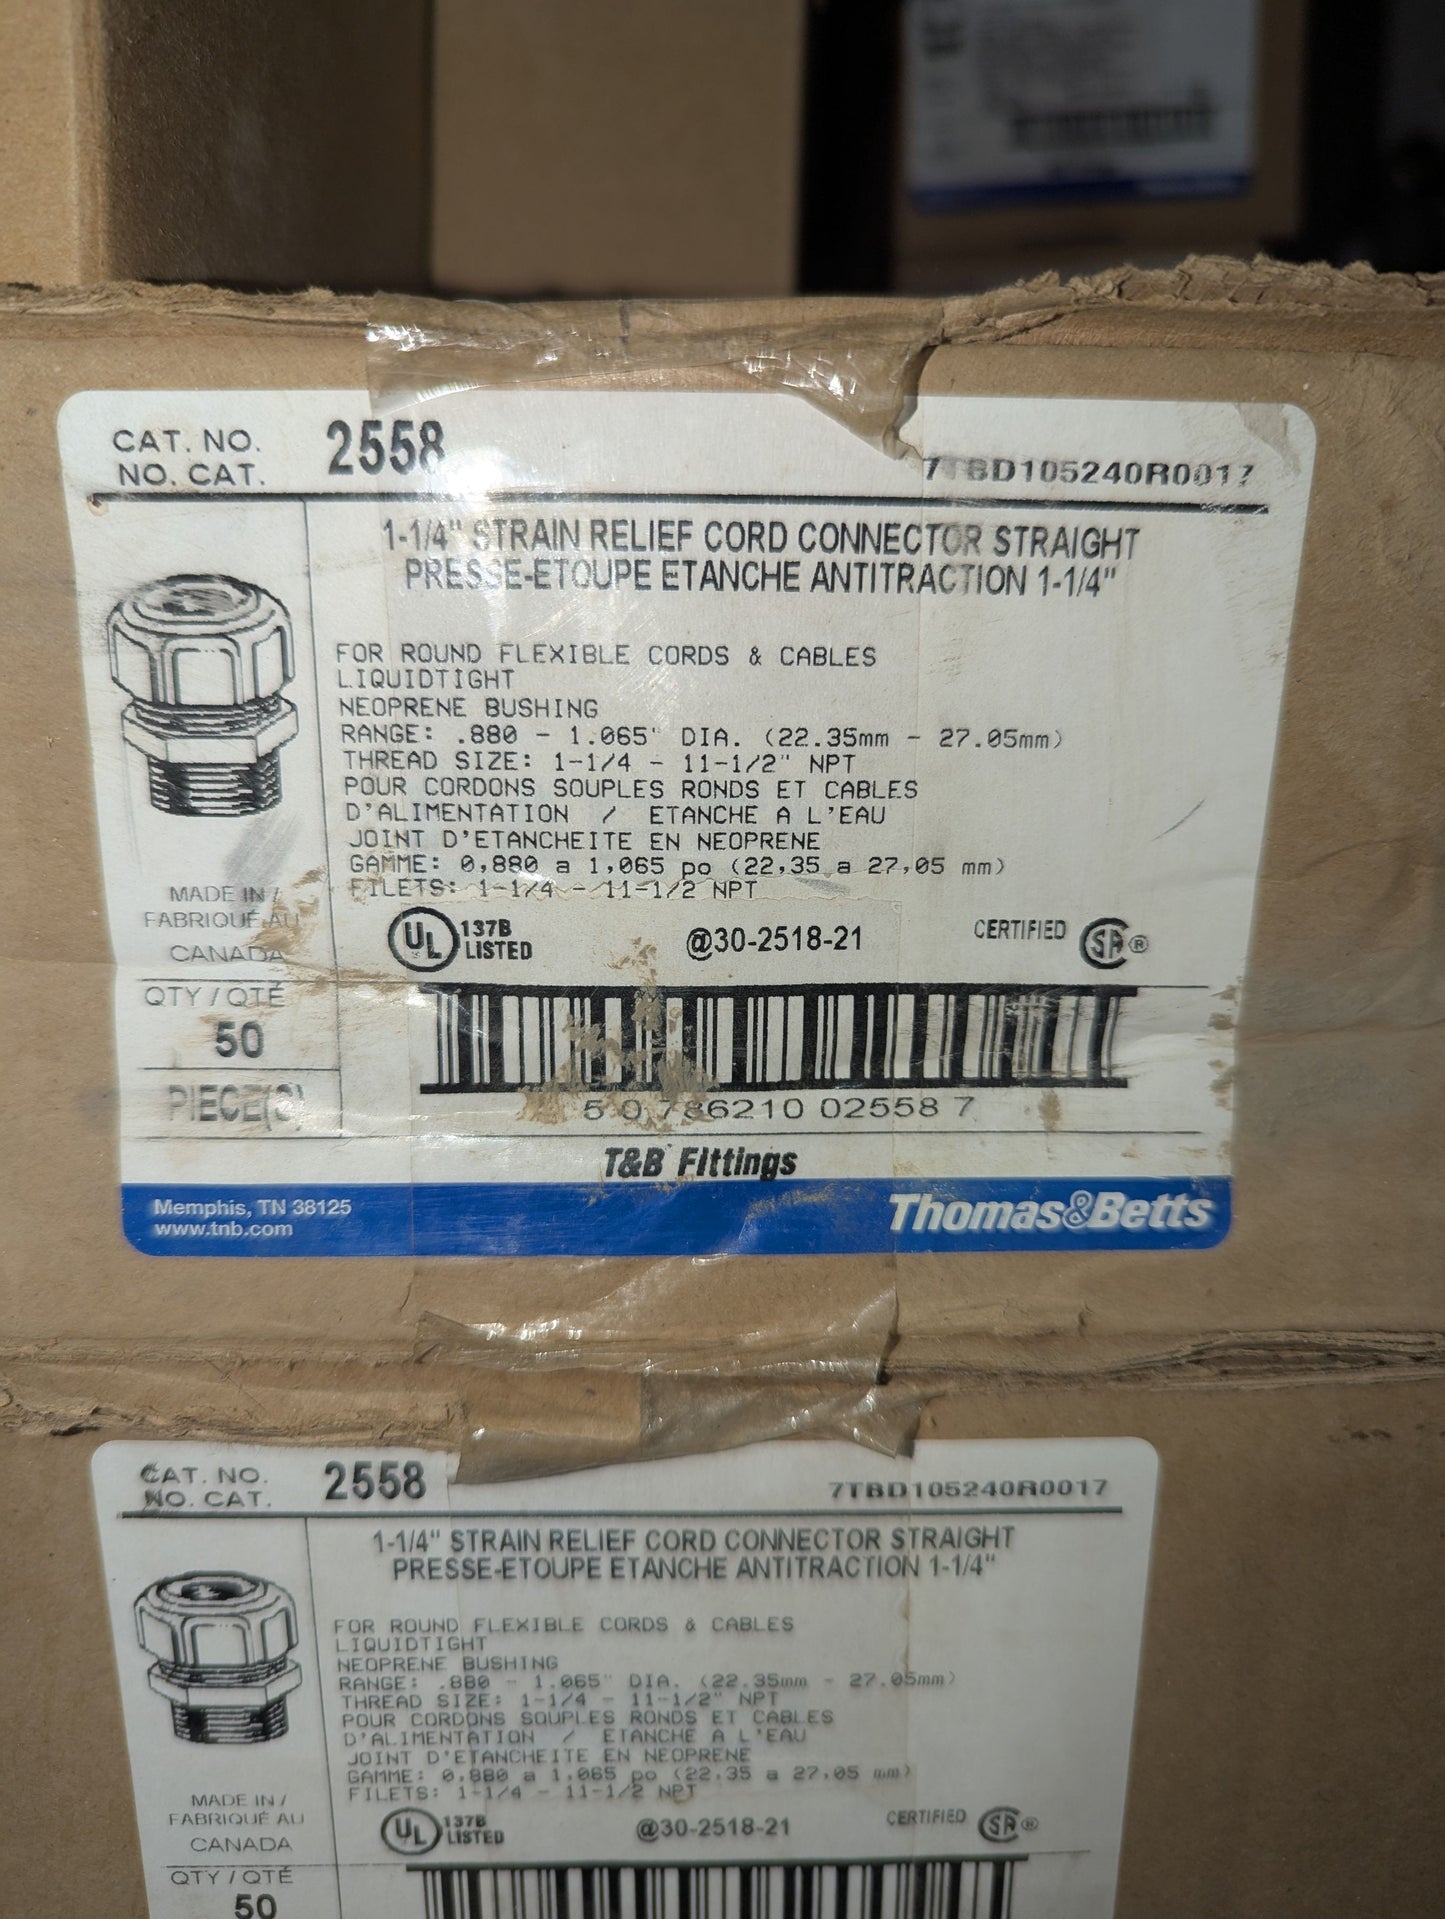 CAT. NO.
NO. CAT.
2558
7TBD105240R0017
1-1/4" STRAIN RELIEF CORD CONNECTOR STRAIGHT
PRESSE-ETOUPE ETANCHE ANTITRACTION 1-1/4"
FOR ROUND FLEXIBLE CORDS & CABLES
LIQUIDTIGHT
NEOPRENE BUSHING
RANGE: .880 - 1.065" DIA. (22.35mm - 27.05mm)
THREAD SIZE: 1-1/4 - 11-1/2" NPT
POUR CORDONS SOUPLES RONDS ET CABLES
D'ALIMENTATION / ETANCHE A L'EAU
JOINT D'ETANCHEITE EN NEOPRENE
GAMME: 0,880 a 1,065 po (22,35 a 27,05 mm)
FILETS: 1-1/4 - 11-1/2 NPT
MADE IN /
FABRIQUÉ AU
CANADA
UL 137B
LISTED
@30-2518-21
CERTIFIED SA®
QTY / QTÉ
50
PIECE(S)
5 0 786210 02558 7
T&B Fittings
Memphis, TN 38125
www.tnb.com
Thomas&Betts
CAT. NO.
NO. CAT.
2558
7TBD105240R0017
1-1/4" STRAIN RELIEF CORD CONNECTOR STRAIGHT
PRESSE-ETOUPE ETANCHE ANTITRACTION 1-1/4"
FOR ROUND FLEXIBLE CORDS & CABLES
LIQUIDTIGHT
NEOPRENE BUSHING
RANGE: .880 - 1.065" DIA. (22.35mm - 27.05mm)
THREAD SIZE: 1-1/4 - 11-1/2" NPT
POUR CORDONS SOUPLES RONDS ET CABLES
D'ALIMENTATION / ETANCHE A L'EAU
JOINT D'ETANCHEITE EN NEOPRENE
GAMME: 0,880 a 1,065 po (22,35 a 27,05 mm)
FILETS: 1-1/4 - 11-1/2 NPT
MADE IN /
FABRIQUÉ AU
CANADA
UL 137B
LISTED
@30-2518-21
CERTIFIED SA®
QTY / QTÉ
50